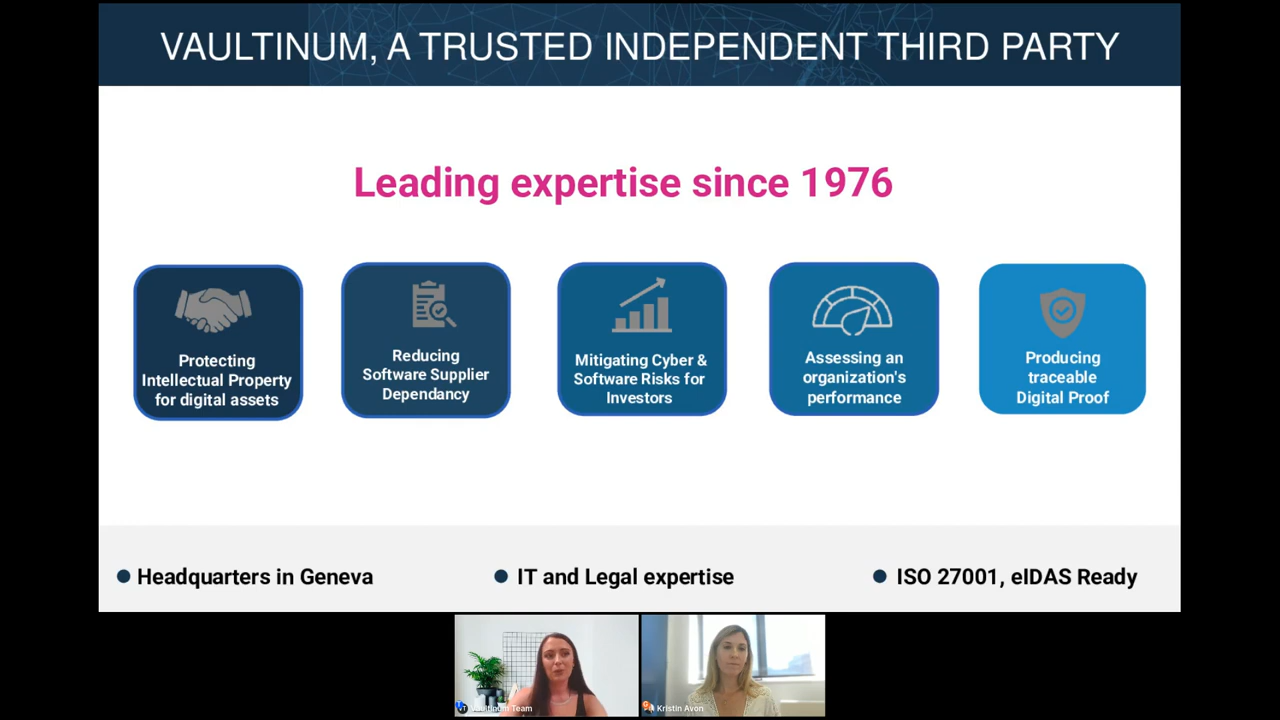 VAULTINUM, A TRUSTED INDEPENDENT THIRD PARTY
Leading expertise since 1976
Protecting
Intellectual Property
for digital assets
Reducing
Software Supplier
Dependancy
Mitigating Cyber &
Software Risks for
Investors
Assessing an
organization's
performance
Producing
traceable
Digital Proof
Headquarters in Geneva
IT and Legal expertise
ISO 27001, eIDAS Ready
Vaultinum Team
Kristin Avon